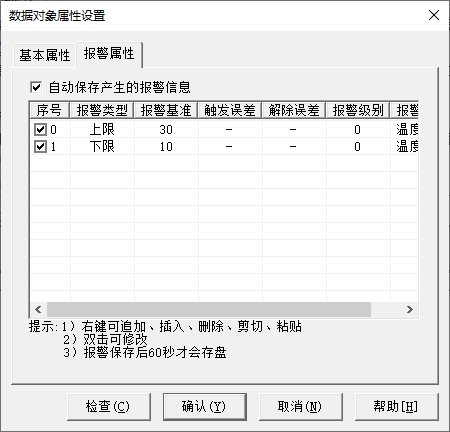 数据对象属性设置
基本属性 报警属性
自动保存产生的报警信息
序号 报警类型 报警基准 触发误差 解除误差 报警级别 报警
0 上限 30 - - 0 温度
1 下限 10 - - 0 温度
提示:1) 右键可追加、插入、删除、剪切、粘贴
2) 双击可修改
3) 报警保存后60秒才会存盘
检查(C) 确认(Y) 取消(N) 帮助[H]